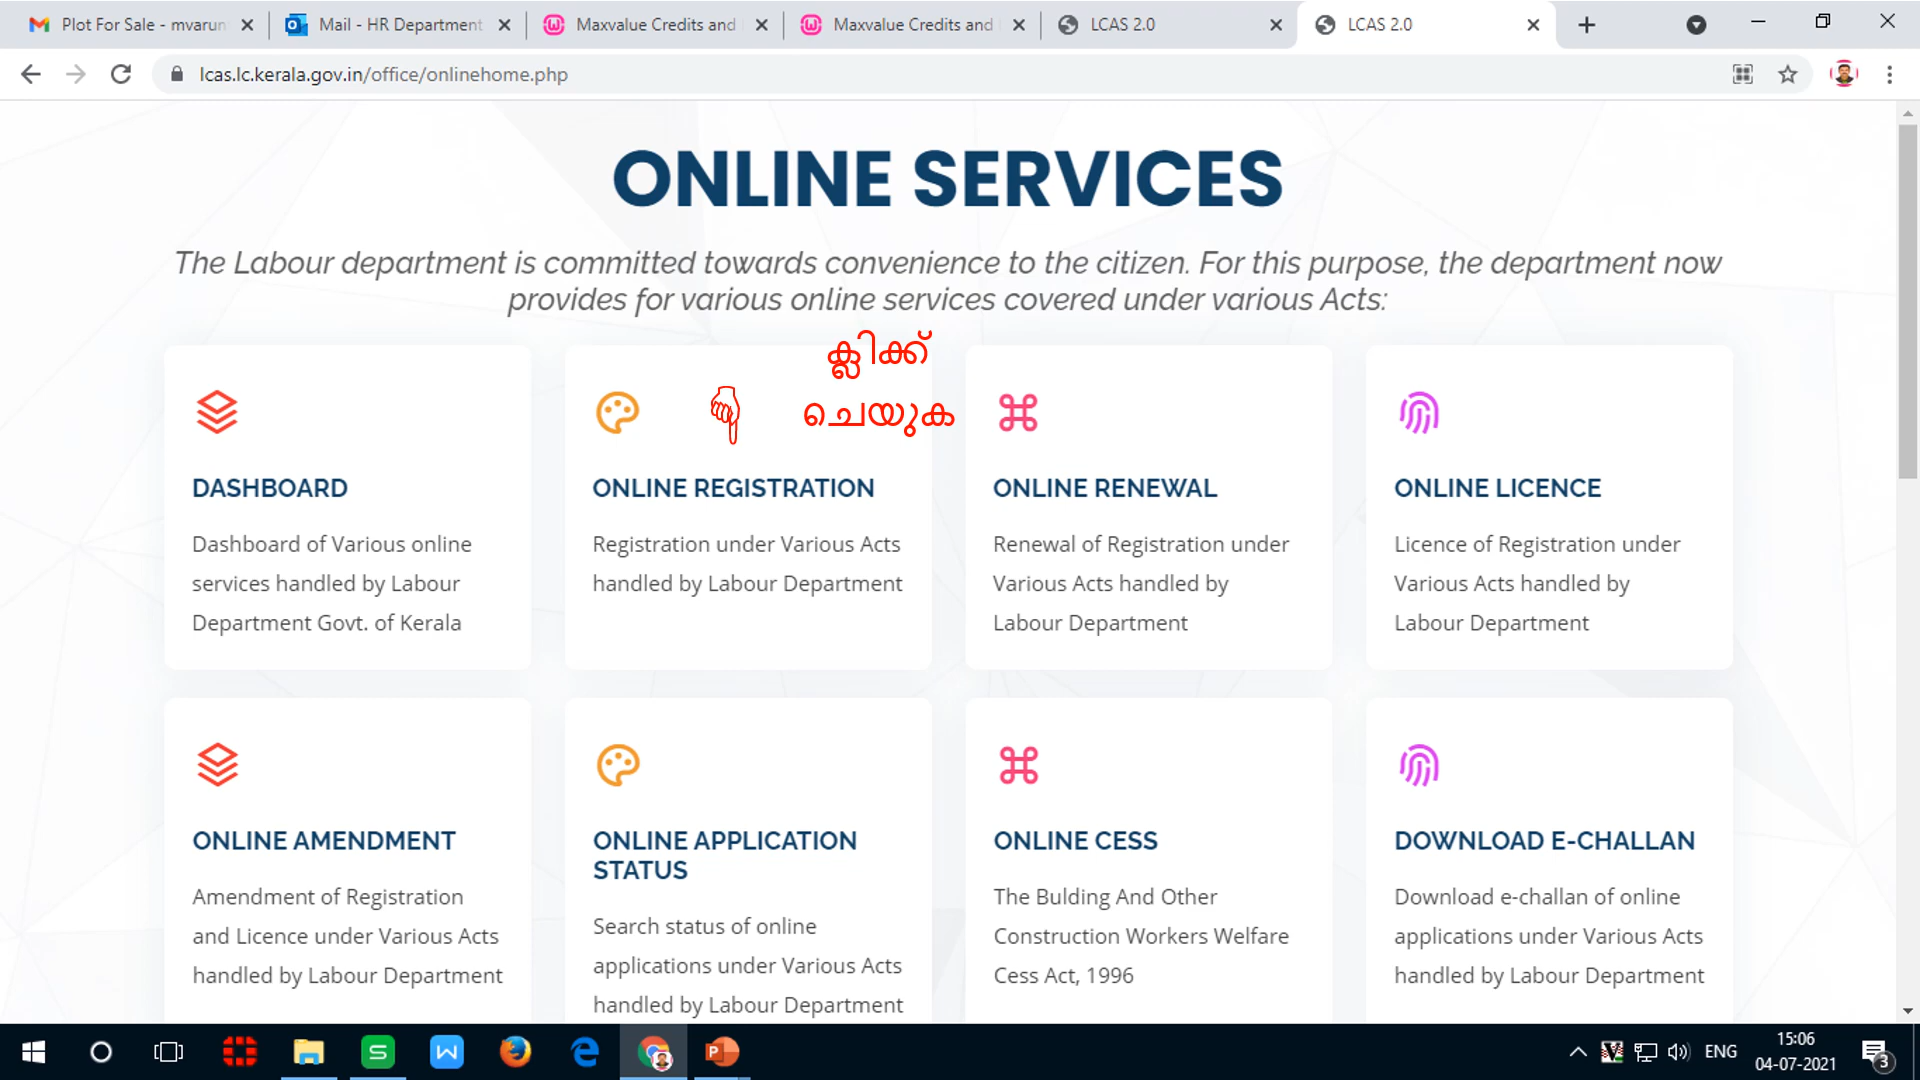 Plot For Sale - mvarun
Mail - HR Department
Maxvalue Credits and
Maxvalue Credits and
LCAS 2.0
LCAS 2.0
lcas.lc.kerala.gov.in/office/onlinehome.php
ONLINE SERVICES
The Labour department is committed towards convenience to the citizen. For this purpose, the department now
provides for various online services covered under various Acts:
ക്ലിക്ക്
ചെയുക
DASHBOARD
Dashboard of Various online
services handled by Labour
Department Govt. of Kerala
ONLINE REGISTRATION
Registration under Various Acts
handled by Labour Department
ONLINE RENEWAL
Renewal of Registration under
Various Acts handled by
Labour Department
ONLINE LICENCE
Licence of Registration under
Various Acts handled by
Labour Department
ONLINE AMENDMENT
Amendment of Registration
and Licence under Various Acts
handled by Labour Department
ONLINE APPLICATION
STATUS
Search status of online
applications under Various Acts
handled by Labour Department
ONLINE CESS
The Bulding And Other
Construction Workers Welfare
Cess Act, 1996
DOWNLOAD E-CHALLAN
Download e-challan of online
applications under Various Acts
handled by Labour Department
ENG
15:06
04-07-2021
3